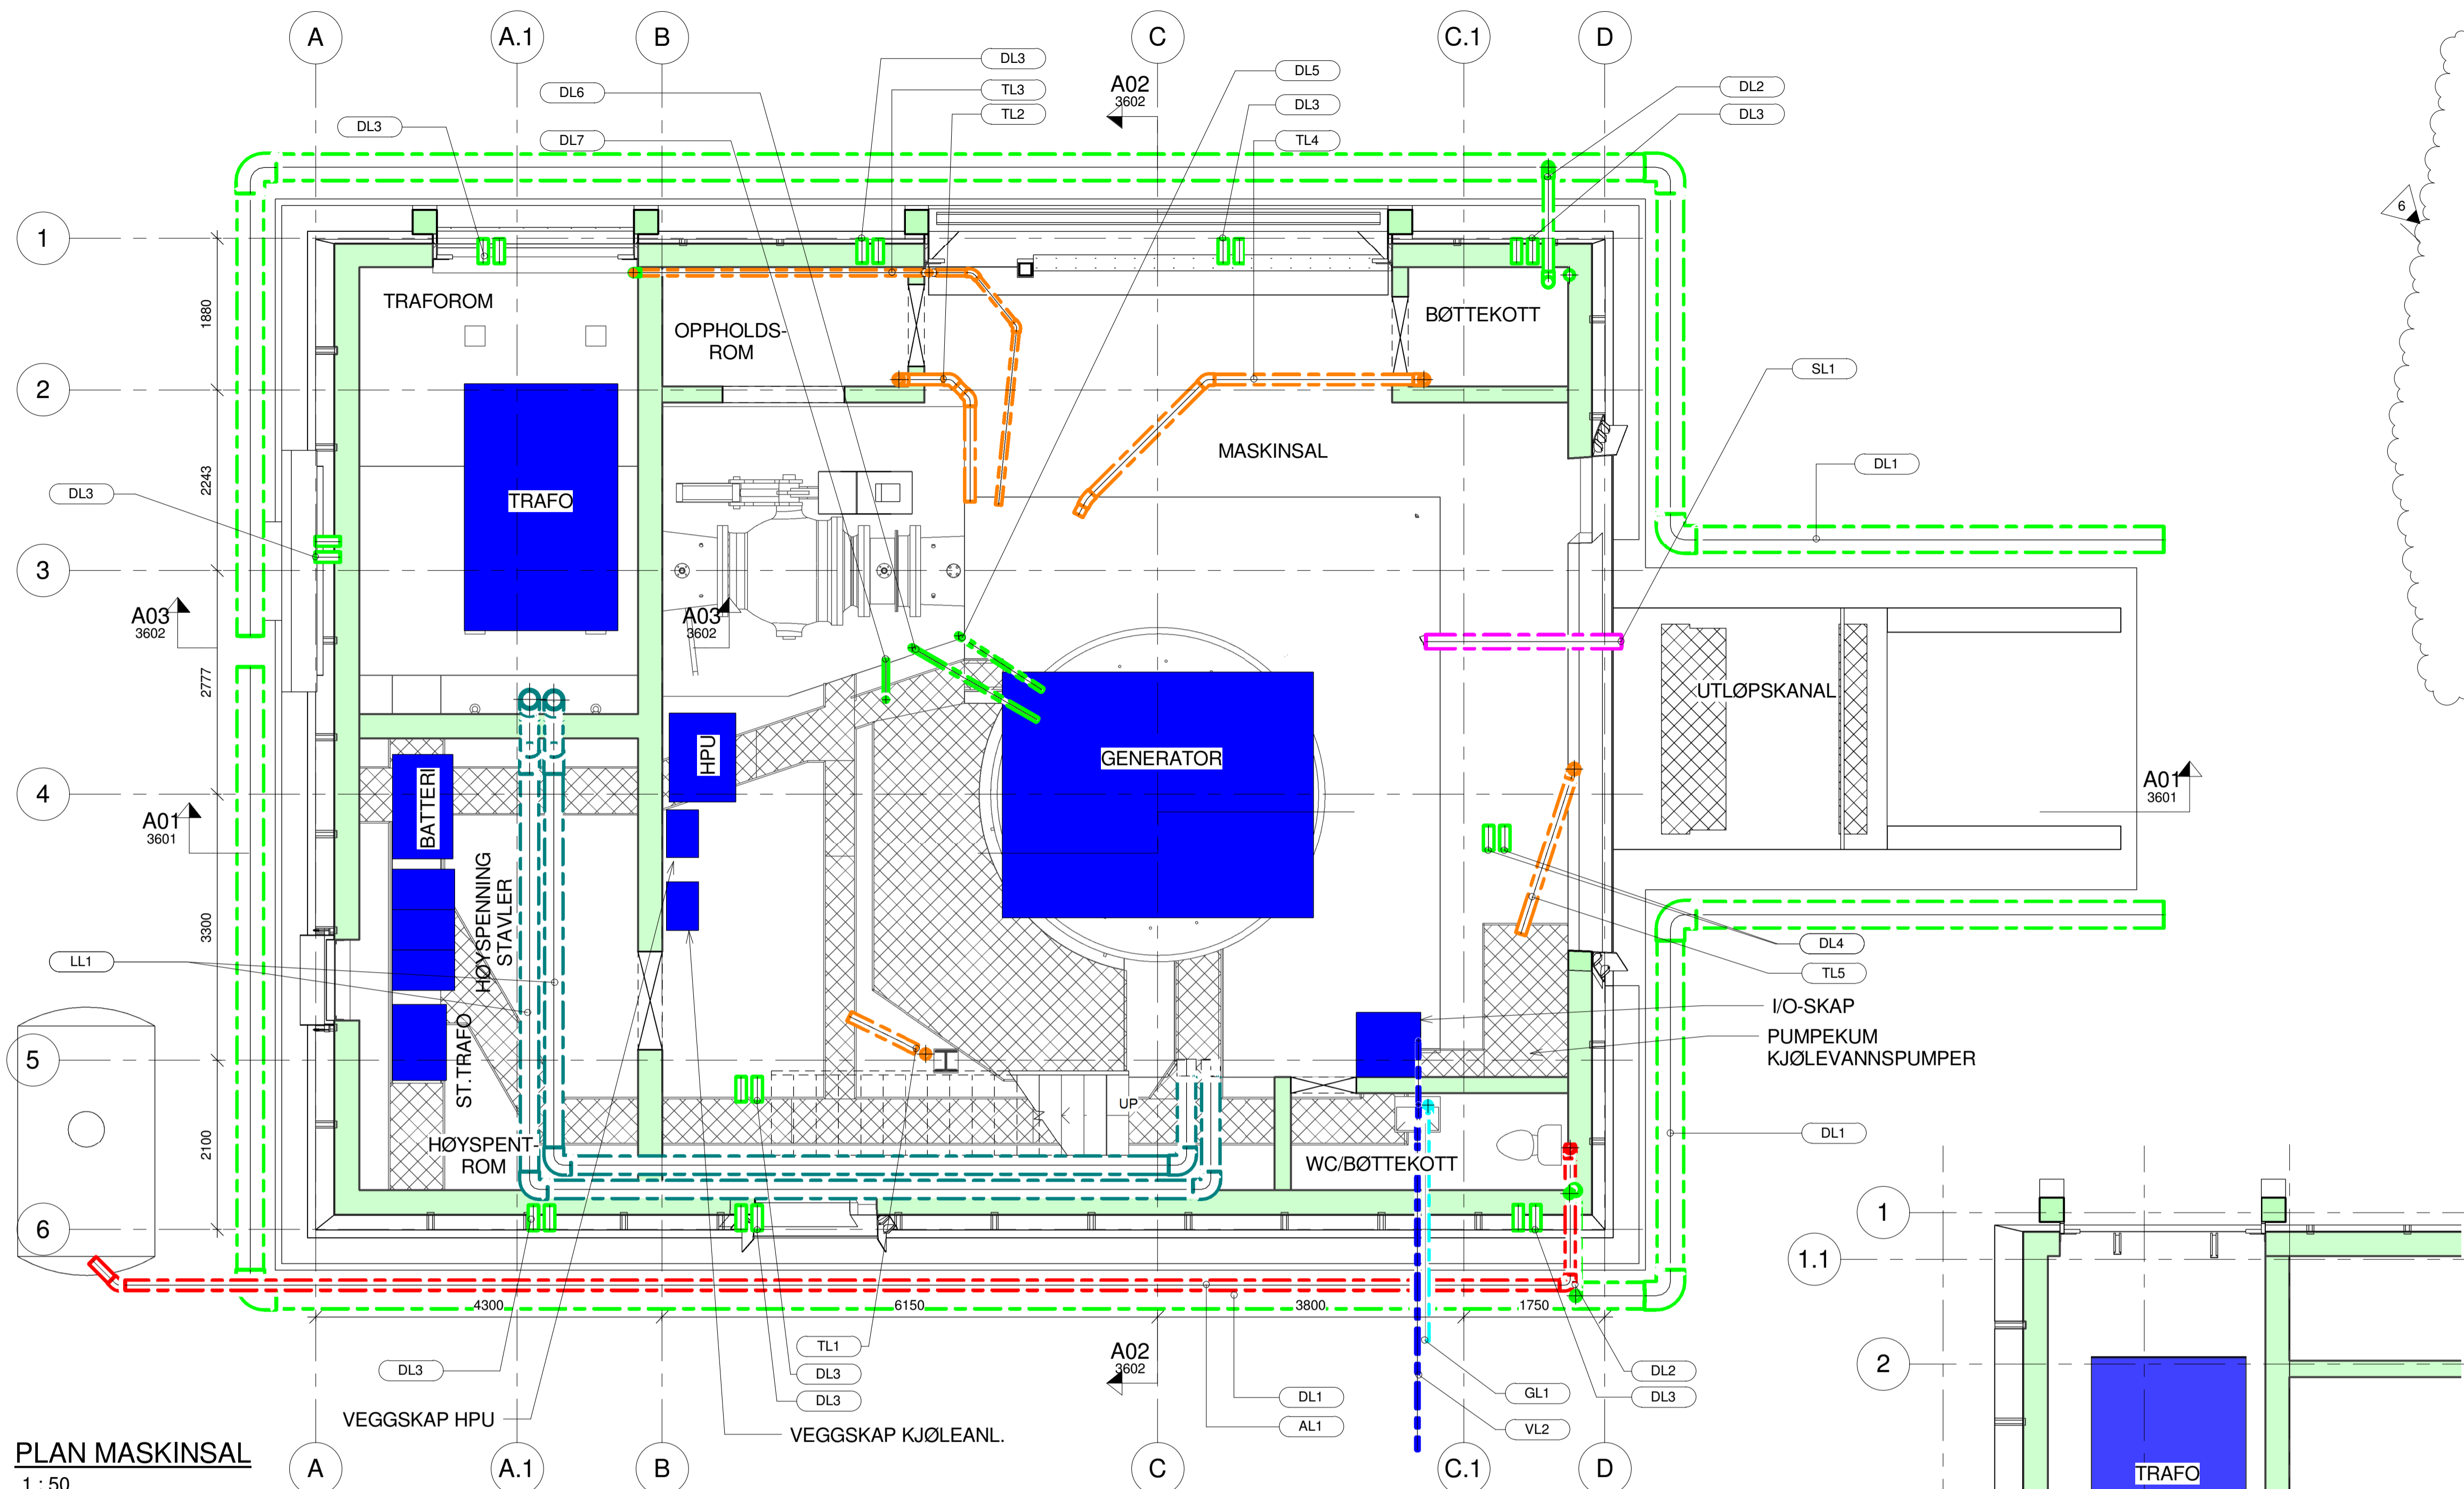 A
A.1
B
C
C.1
D
DL3
TL3
TL2
DL5
DL3
TL4
DL2
DL3
DL6
DL7
DL3
A02
3602
6
1
1880
TRAFOROM
OPPHOLDS-
ROM
BØTTEKOTT
2
SL1
MASKINSAL
DL1
2243
DL3
TRAFO
3
A03
3602
A03
3602
2777
UTLØPSKANAL
HPU
GENERATOR
4
BATTERI
A01
3601
A01
3601
HØYSPENNING
STAVLER
3300
LL1
DL4
TL5
I/O-SKAP
PUMPEKUM
KJØLEVANNSPUMPER
5
ST.TRAFO
UP
2100
HØYSPENT-
ROM
WC/BØTTEKOTT
DL1
6
4300
6150
3800
1750
TL1
DL3
DL3
DL3
A02
3602
DL1
AL1
GL1
VL2
DL2
DL3
VEGGSKAP HPU
VEGGSKAP KJØLEANL.
PLAN MASKINSAL
1 : 50
A
A.1
B
C
C.1
D
1
1.1
2
TRAFO